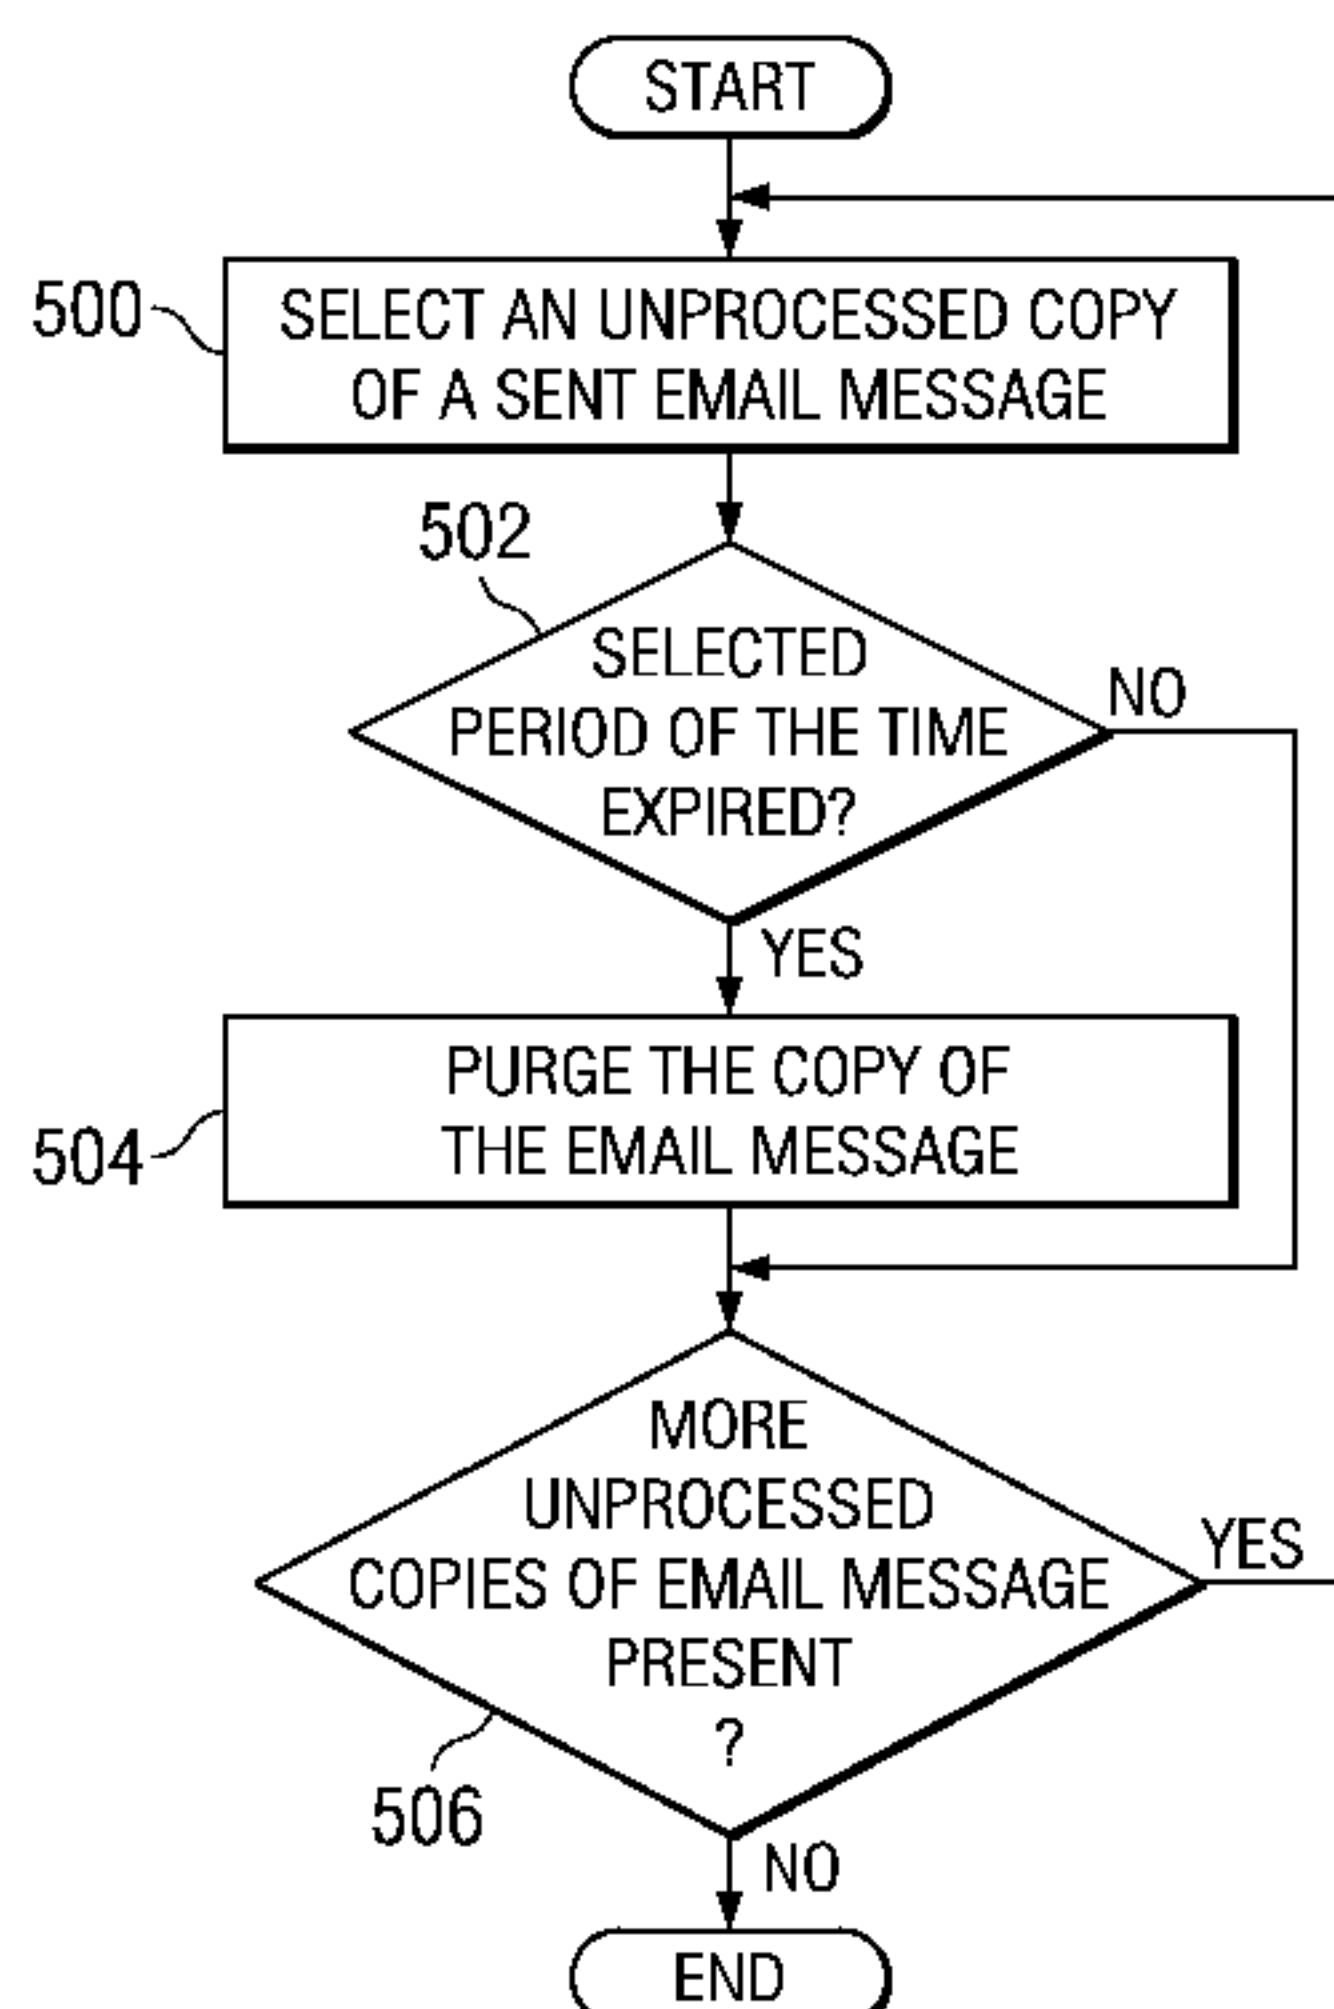 START
500
SELECT AN UNPROCESSED COPY
OF A SENT EMAIL MESSAGE
502
SELECTED
PERIOD OF THE TIME
EXPIRED?
NO
YES
504
PURGE THE COPY OF
THE EMAIL MESSAGE
MORE
UNPROCESSED
COPIES OF EMAIL MESSAGE
PRESENT
?
YES
506
NO
END